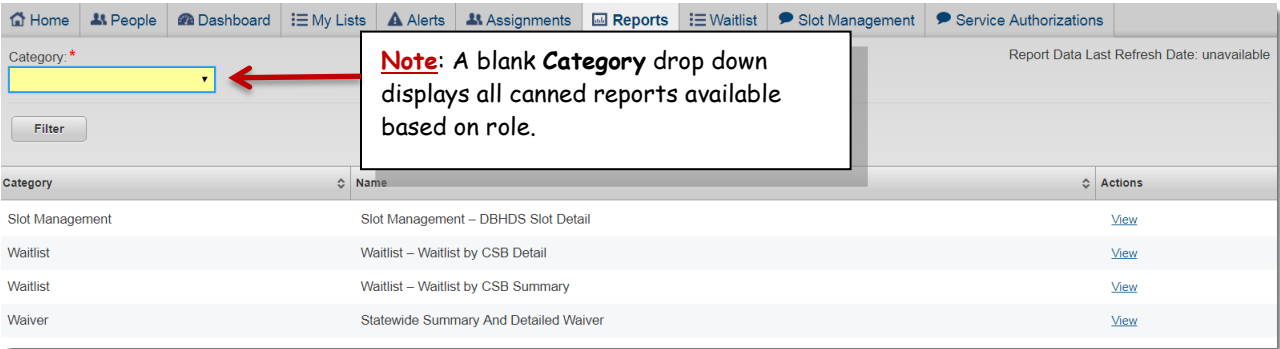 Home People Dashboard My Lists Alerts Assignments Reports Waitlist Slot Management Service Authorizations
Category: *
Report Data Last Refresh Date: unavailable
Note: A blank Category drop down
displays all canned reports available
based on role.
Filter
Category Name Actions
Slot Management Slot Management – DBHDS Slot Detail View
Waitlist Waitlist – Waitlist by CSB Detail View
Waitlist Waitlist – Waitlist by CSB Summary View
Waiver Statewide Summary And Detailed Waiver View